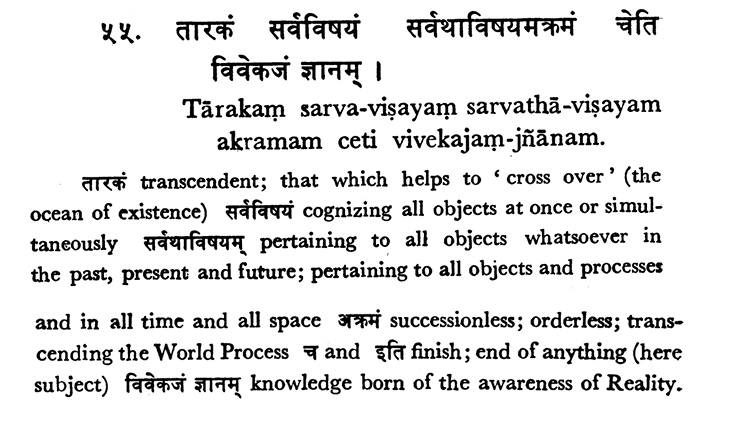 ५५. तारकं सर्वविषयं सर्वथाविषयमक्रमं चेति
विवेकजं ज्ञानम् ।
Tārakaṃ sarva-viṣayaṃ sarvathā-viṣayam
akramam ceti vivekajaṃ-jñānam.
तारकं transcendent; that which helps to ‘ cross over ’ (the
ocean of existence) सर्वविषयं cognizing all objects at once or simul-
taneously सर्वथाविषयम् pertaining to all objects whatsoever in
the past, present and future; pertaining to all objects and processes
and in all time and all space अक्रमं successionless; orderless; trans-
cending the World Process च and इति finish; end of anything (here
subject) विवेकजं ज्ञानम् knowledge born of the awareness of Reality.